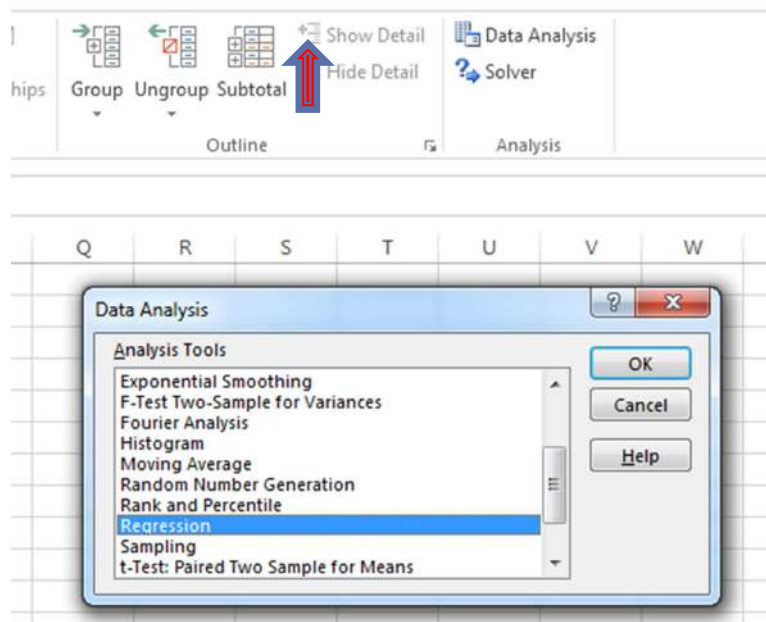 Show Detail
Data Analysis
hips Group Ungroup Subtotal
Hide Detail
Solver
Outline
Analysis
Q R S T U V W
Data Analysis
?
Analysis Tools
Exponential Smoothing
F-Test Two-Sample for Variances
Fourier Analysis
Histogram
Moving Average
Random Number Generation
Rank and Percentile
Regression
Sampling
t-Test: Paired Two Sample for Means
OK
Cancel
Help